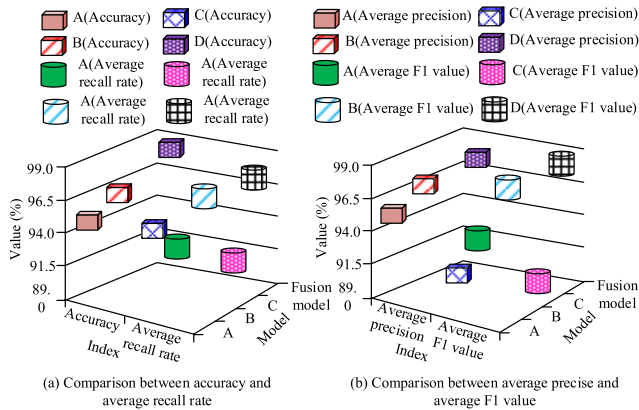 A(Accuracy)
C(Accuracy)
B(Accuracy)
D(Accuracy)
A(Average
recall rate)
A(Average
recall rate)
A(Average
recall rate)
A(Average
recall rate)
99.0
96.5
94.0
91.5
89.
0
Value (%)
Accuracy
Average
recall rate
Index
A
B
C
Fusion
model
Model
(a) Comparison between accuracy and
average recall rate
A(Average precision)
C(Average precision)
B(Average precision)
D(Average precision)
A(Average F1 value)
C(Average F1 value)
B(Average F1 value)
D(Average F1 value)
99.0
96.5
94.0
91.5
89.
0
Value (%)
Average
precision
Average
F1 value
Index
A
B
C
Fusion
model
Model
(b) Comparison between average precise and
average F1 value